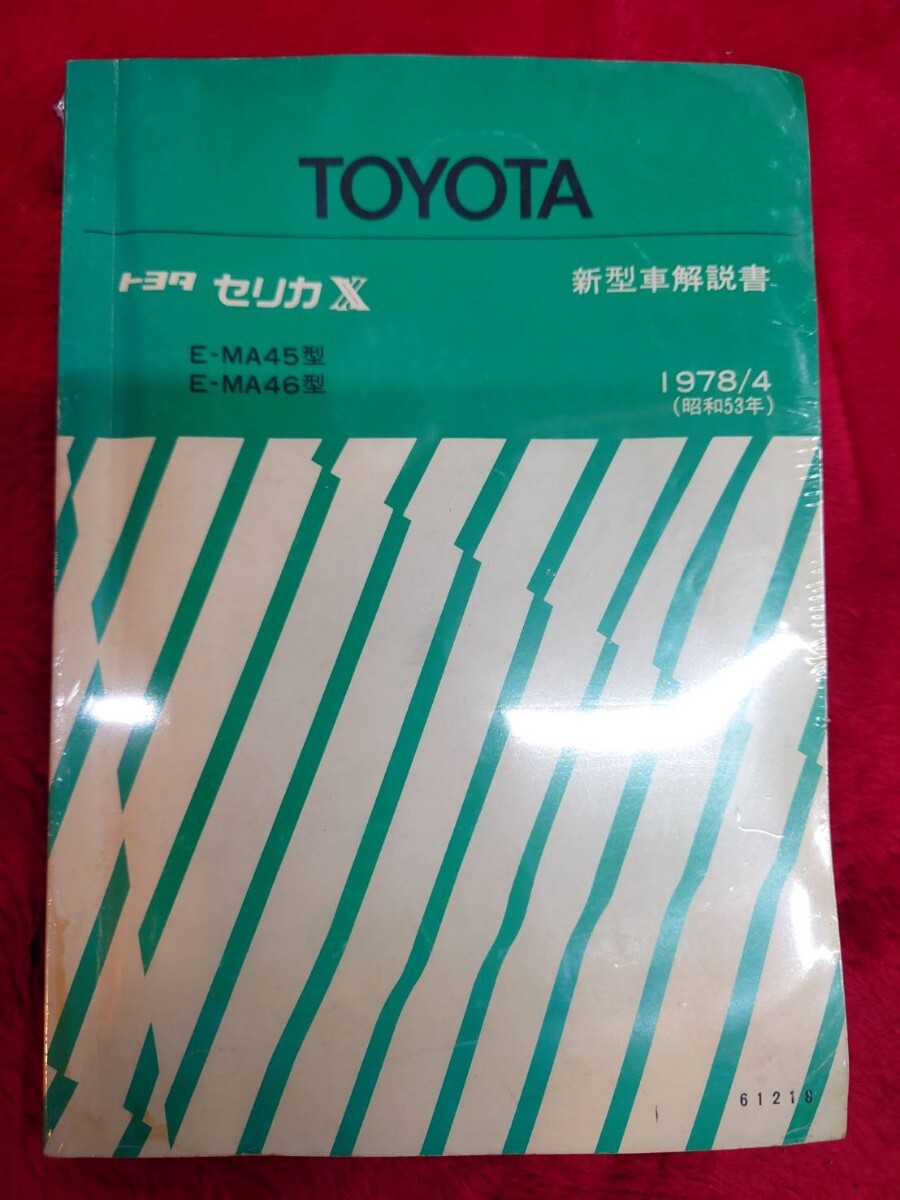 TOYOTA
トヨタ セリカXX
新型車解説書
E-MA45型
E-MA46型
1978/4
(昭和53年)
61218